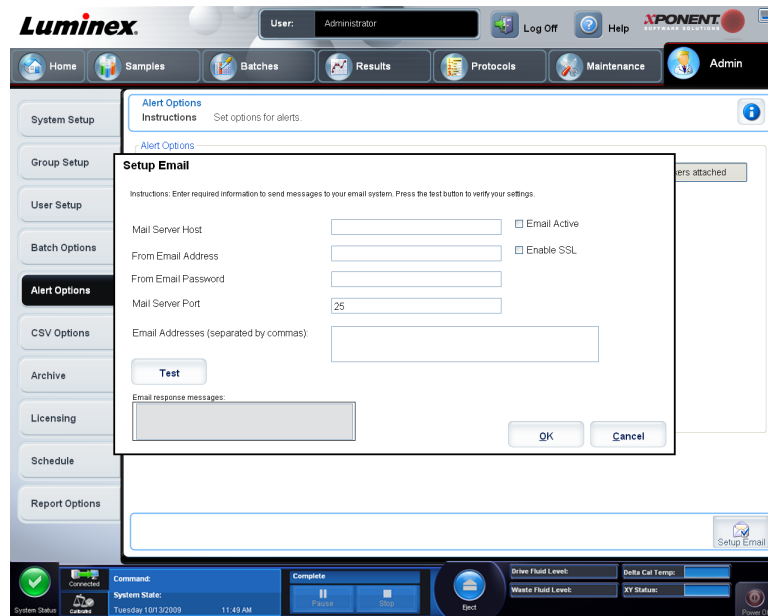 Luminex.
User: Administrator
Log Off
Help
XPONENT.
SOFTWARE SOLUTIONS
Home
Samples
Batches
Results
Protocols
Maintenance
Admin
System Setup
Group Setup
User Setup
Batch Options
Alert Options
CSV Options
Archive
Licensing
Schedule
Report Options
Alert Options
Instructions Set options for alerts.
Alert Options
kers attached
Setup Email
Instructions: Enter required information to send messages to your email system. Press the test button to verify your settings.
Mail Server Host
Email Active
From Email Address
Enable SSL
From Email Password
Mail Server Port 25
Email Addresses (separated by commas):
Test
Email response messages:
OK
Cancel
Setup Email
System Status
Connected
Calibrate
Command:
System State:
Tuesday 10/13/2009 11:49 AM
Complete
Pause
Stop
Eject
Drive Fluid Level:
Waste Fluid Level:
Delta Cal Temp:
XY Status:
Power O